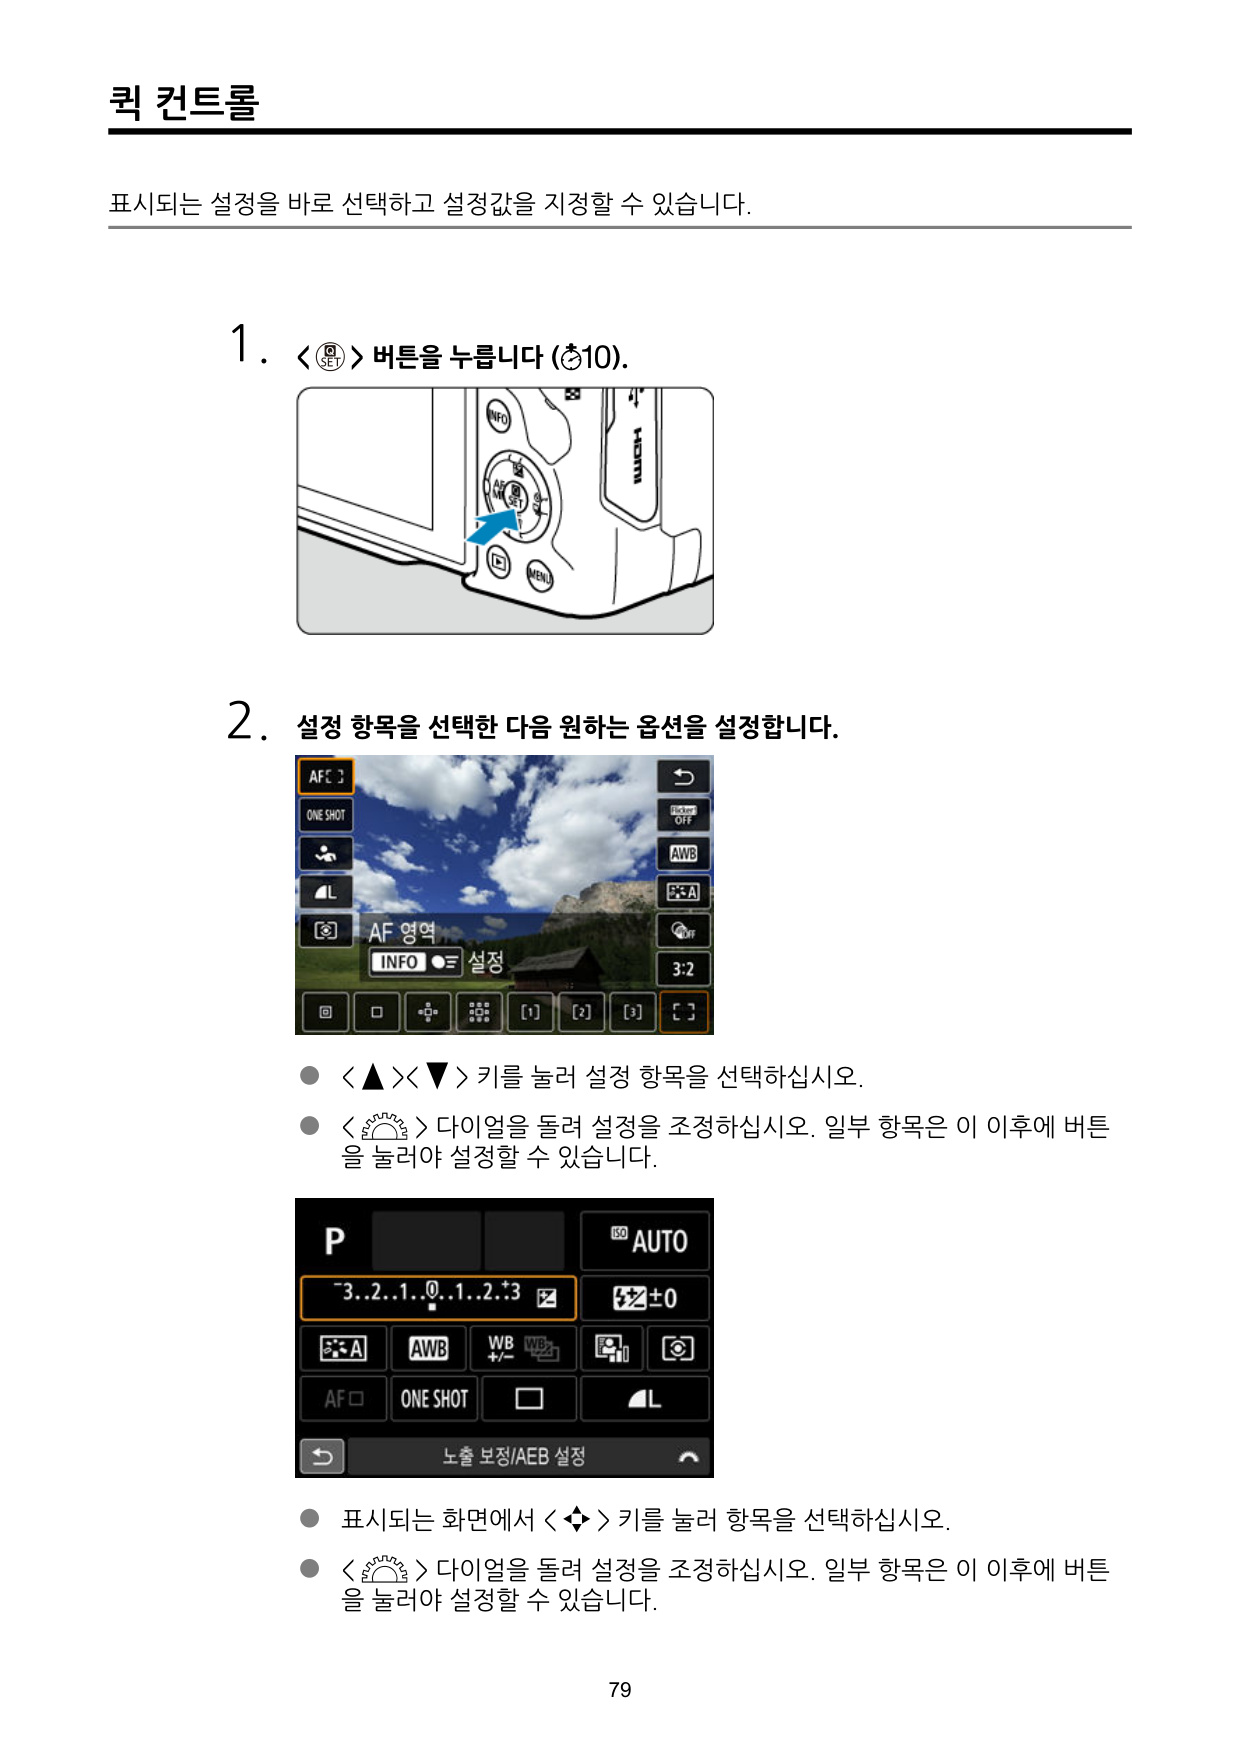 퀵 컨트롤
표시되는 설정을 바로 선택하고 설정값을 지정할 수 있습니다.
1. < Q SET > 버튼을 누릅니다 (10).
INFO
HDMI
AF
MF
Q
SET
MENU
2. 설정 항목을 선택한 다음 원하는 옵션을 설정합니다.
AF[ ]
ONE SHOT
Flicker!
OFF
AWB
L
A
AF 영역
OFF
INFO 설정
3:2
[1] [2] [3]
< ▲ >< ▼ > 키를 눌러 설정 항목을 선택하십시오.
< > 다이얼을 돌려 설정을 조정하십시오. 일부 항목은 이 이후에 버튼
을 눌러야 설정할 수 있습니다.
P ISO AUTO
-3..2..1..0..1..2.+3 ±0
A AWB WB +/- WB
AF□ ONE SHOT L
노출 보정/AEB 설정
표시되는 화면에서 < > 키를 눌러 항목을 선택하십시오.
< > 다이얼을 돌려 설정을 조정하십시오. 일부 항목은 이 이후에 버튼
을 눌러야 설정할 수 있습니다.
79